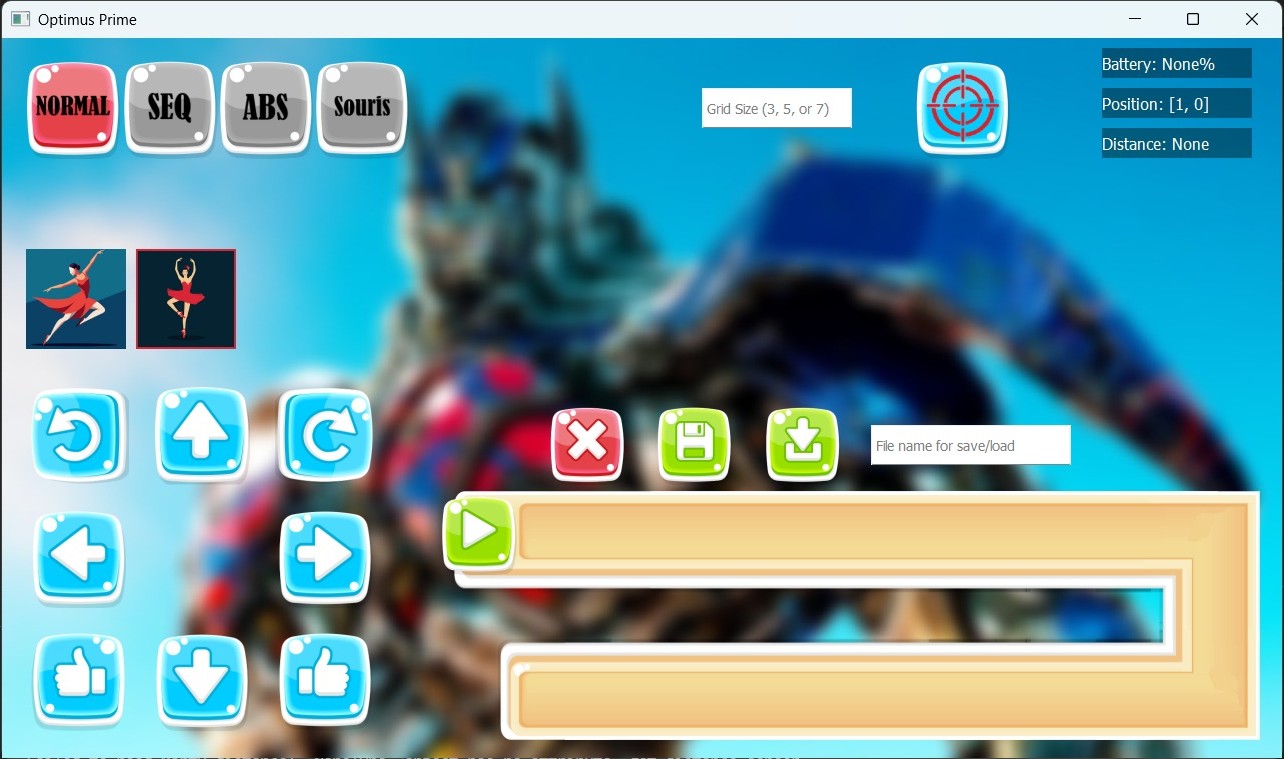 Optimus Prime
NORMAL
SEQ
ABS
Souris
Grid Size (3, 5, or 7)
Battery: None%
Position: [1, 0]
Distance: None
File name for save/load